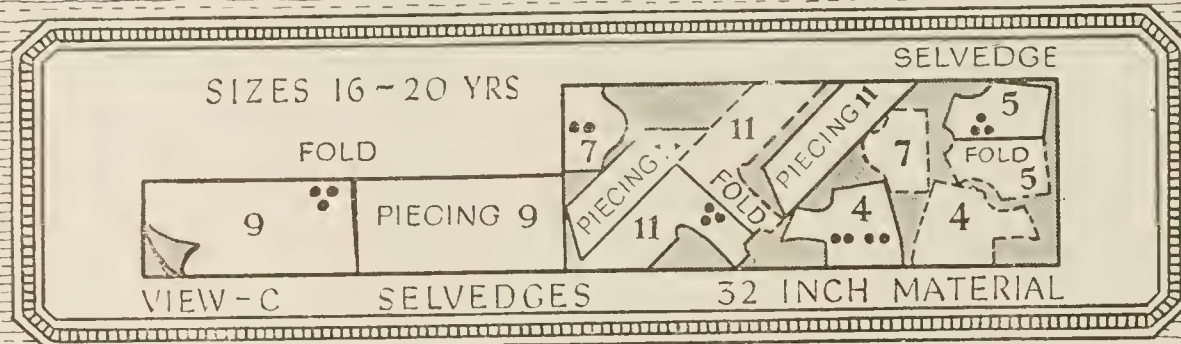 SELVEDGE
SIZES 16-20 YRS
FOLD
7
11
PIECING 11
5
7
FOLD
5
PIECING
FOLD
9
PIECING 9
11
4
4
VIEW-C SELVEDGES 32 INCH MATERIAL